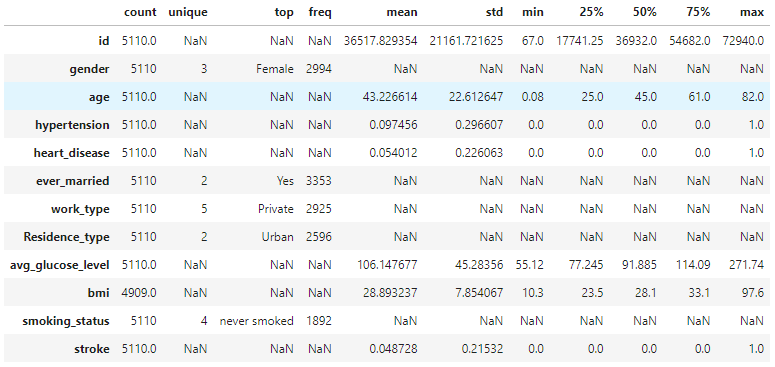 count unique top freq mean std min 25% 50% 75% max
id 5110.0 NaN NaN NaN 36517.829354 21161.721625 67.0 17741.25 36932.0 54682.0 72940.0
gender 5110 3 Female 2994 NaN NaN NaN NaN NaN NaN NaN
age 5110.0 NaN NaN NaN 43.226614 22.612647 0.08 25.0 45.0 61.0 82.0
hypertension 5110.0 NaN NaN NaN 0.097456 0.296607 0.0 0.0 0.0 0.0 1.0
heart_disease 5110.0 NaN NaN NaN 0.054012 0.226063 0.0 0.0 0.0 0.0 1.0
ever_married 5110 2 Yes 3353 NaN NaN NaN NaN NaN NaN NaN
work_type 5110 5 Private 2925 NaN NaN NaN NaN NaN NaN NaN
Residence_type 5110 2 Urban 2596 NaN NaN NaN NaN NaN NaN NaN
avg_glucose_level 5110.0 NaN NaN NaN 106.147677 45.28356 55.12 77.245 91.885 114.09 271.74
bmi 4909.0 NaN NaN NaN 28.893237 7.854067 10.3 23.5 28.1 33.1 97.6
smoking_status 5110 4 never smoked 1892 NaN NaN NaN NaN NaN NaN NaN
stroke 5110.0 NaN NaN NaN 0.048728 0.21532 0.0 0.0 0.0 0.0 1.0